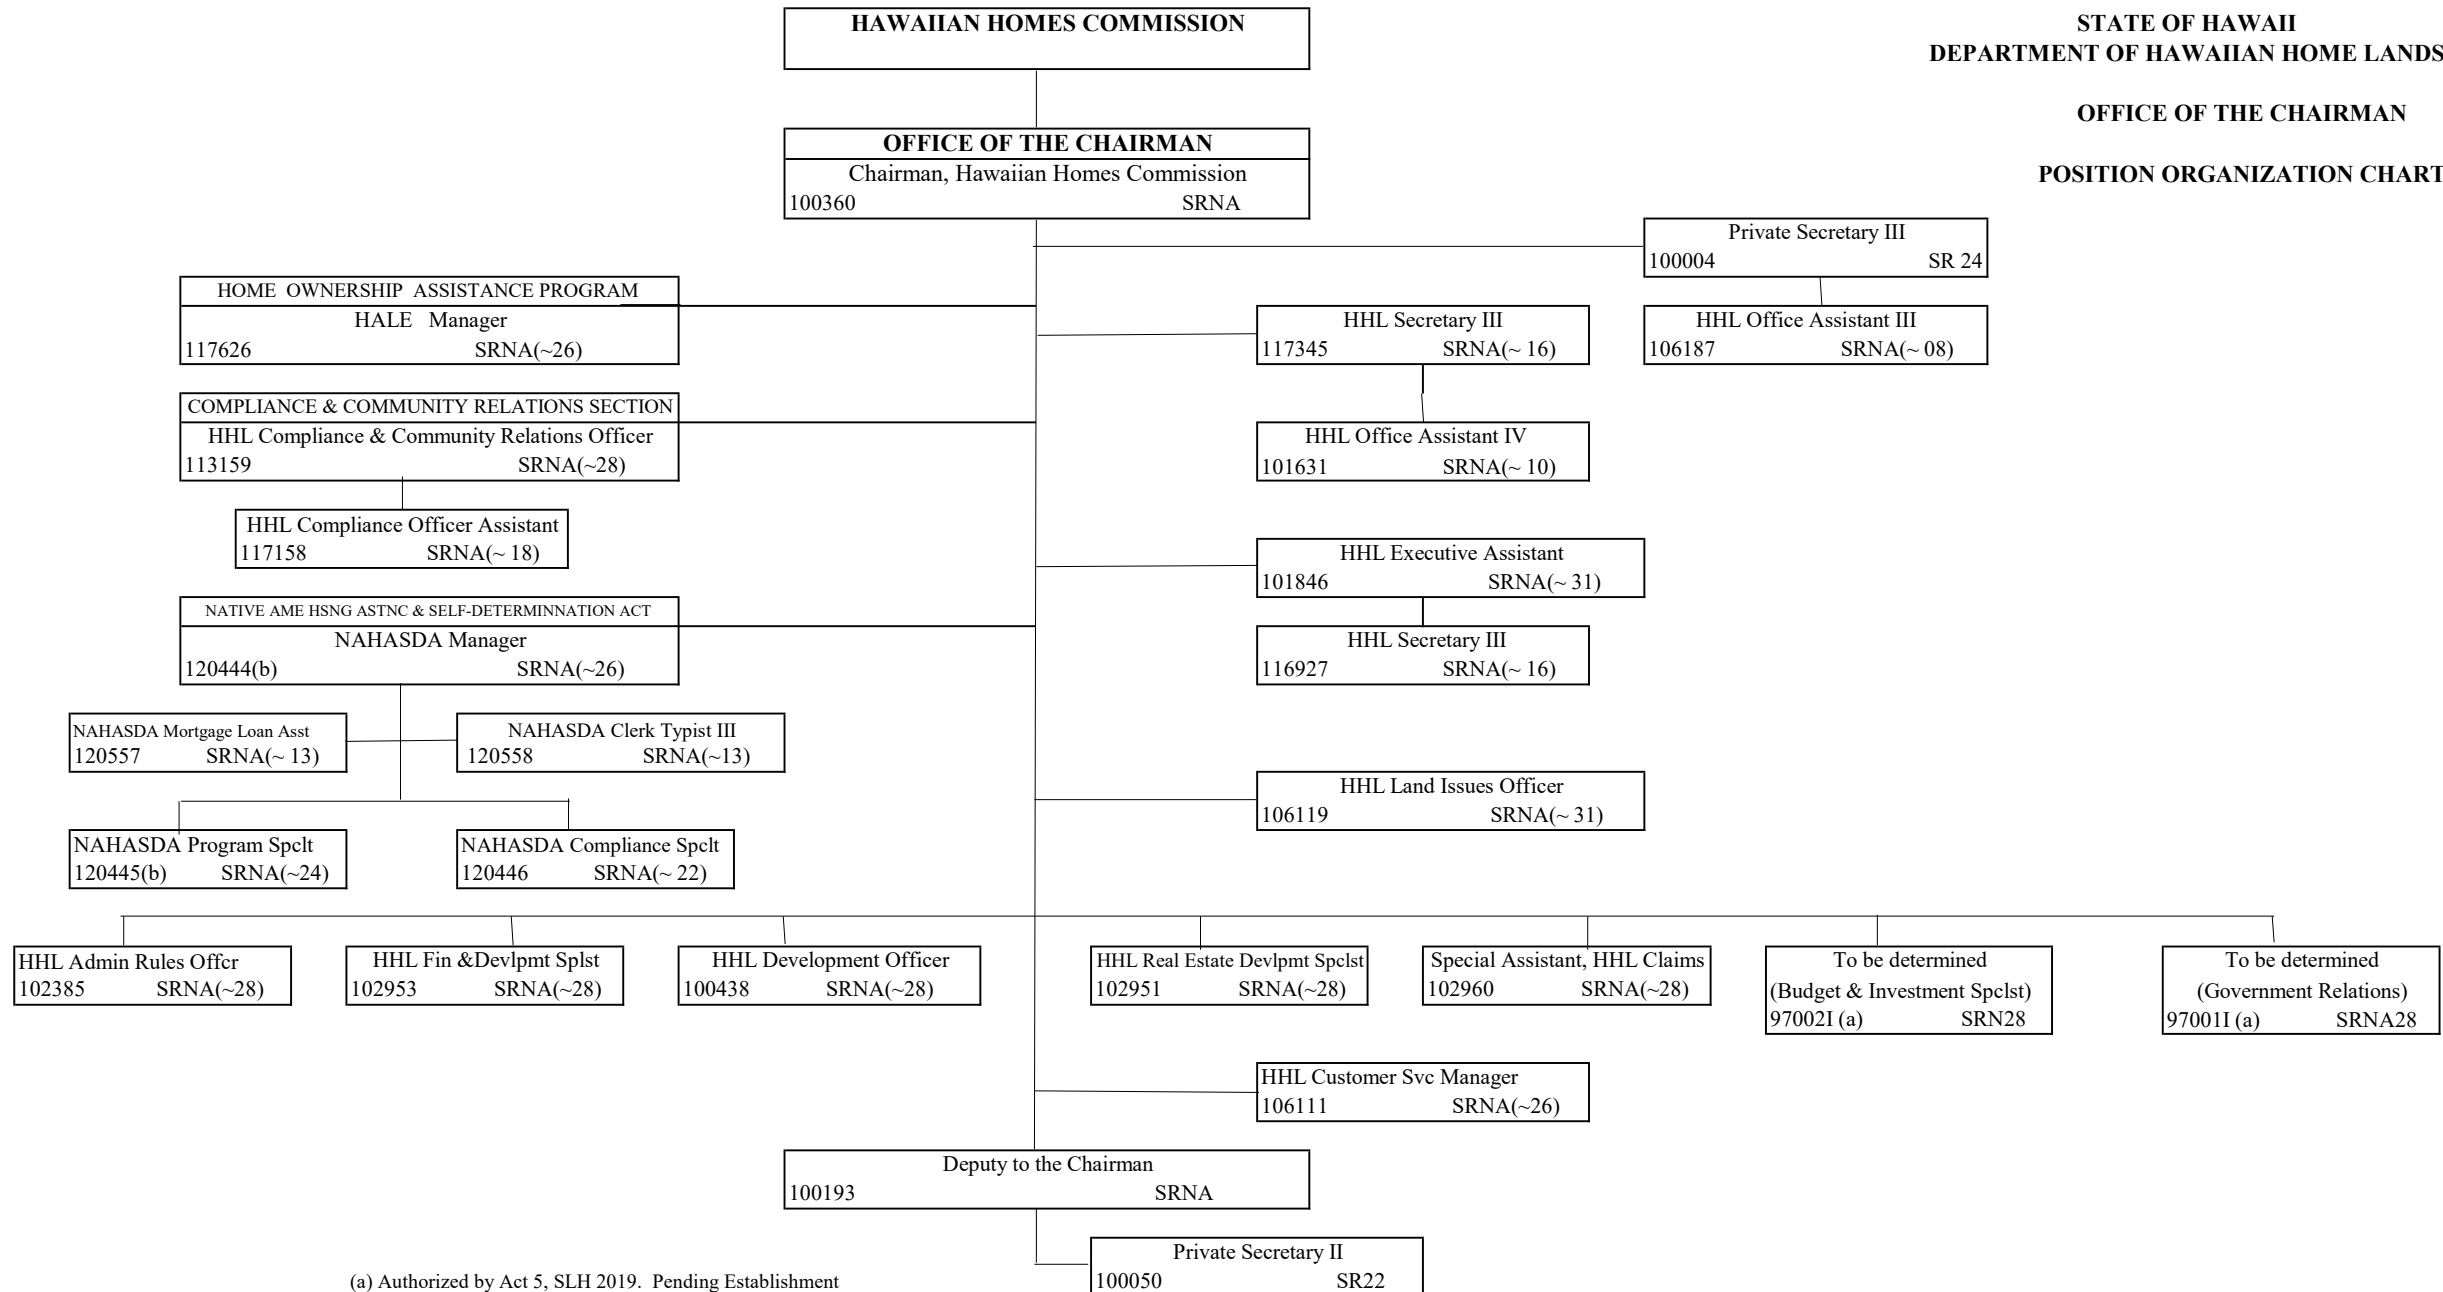 HAWAIIAN HOMES COMMISSION
STATE OF HAWAII
DEPARTMENT OF HAWAIIAN HOME LANDS
OFFICE OF THE CHAIRMAN
POSITION ORGANIZATION CHART
OFFICE OF THE CHAIRMAN
Chairman, Hawaiian Homes Commission
100360 SRNA
Private Secretary III
100004 SR 24
HHL Office Assistant III
106187 SRNA(~ 08)
HOME OWNERSHIP ASSISTANCE PROGRAM
HALE Manager
117626 SRNA(~26)
HHL Secretary III
117345 SRNA(~ 16)
COMPLIANCE & COMMUNITY RELATIONS SECTION
HHL Compliance & Community Relations Officer
113159 SRNA(~28)
HHL Office Assistant IV
101631 SRNA(~ 10)
HHL Compliance Officer Assistant
117158 SRNA(~ 18)
HHL Executive Assistant
101846 SRNA(~ 31)
NATIVE AME HSNG ASTNC & SELF-DETERMINNATION ACT
NAHASDA Manager
120444(b) SRNA(~26)
HHL Secretary III
116927 SRNA(~ 16)
NAHASDA Mortgage Loan Asst
120557 SRNA(~ 13)
NAHASDA Clerk Typist III
120558 SRNA(~13)
HHL Land Issues Officer
106119 SRNA(~ 31)
NAHASDA Program Spclt
120445(b) SRNA(~24)
NAHASDA Compliance Spclt
120446 SRNA(~ 22)
HHL Admin Rules Offcr
102385 SRNA(~28)
HHL Fin &Devlpmt Splst
102953 SRNA(~28)
HHL Development Officer
100438 SRNA(~28)
HHL Real Estate Devlpmt Spclst
102951 SRNA(~28)
Special Assistant, HHL Claims
102960 SRNA(~28)
To be determined
(Budget & Investment Spclst)
97002I (a) SRN28
To be determined
(Government Relations)
97001I (a) SRNA28
HHL Customer Svc Manager
106111 SRNA(~26)
Deputy to the Chairman
100193 SRNA
Private Secretary II
100050 SR22
(a) Authorized by Act 5, SLH 2019. Pending Establishment